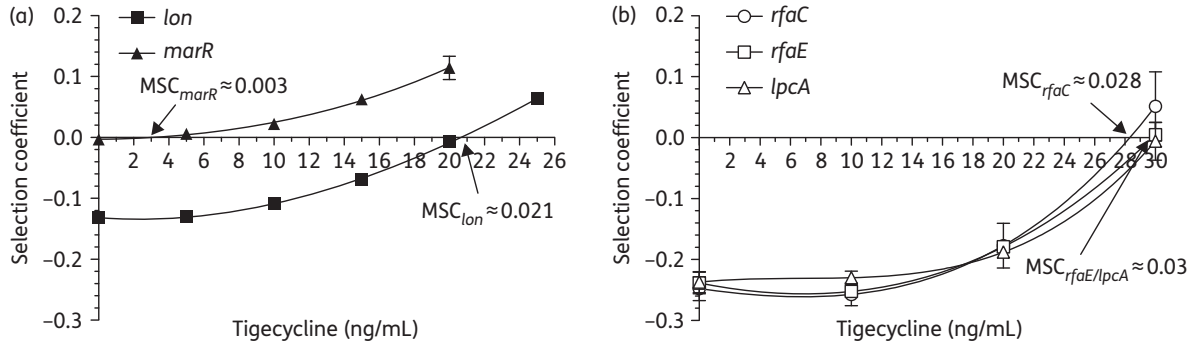 (a)
lon
marR
0.2
0.1
0.0
−0.1
−0.2
−0.3
Selection coefficient
MSCmarR≈0.003
MSClon≈0.021
2 4 6 8 10 12 14 16 18 20 22 24 26
Tigecycline (ng/mL)
(b)
rfaC
rfaE
lpcA
0.2
0.1
0.0
−0.1
−0.2
−0.3
Selection coefficient
MSCrfaC≈0.028
2 4 6 8 10 12 14 16 18 20 22 24 26 28 30
MSCrfaE/lpcA≈0.03
Tigecycline (ng/mL)